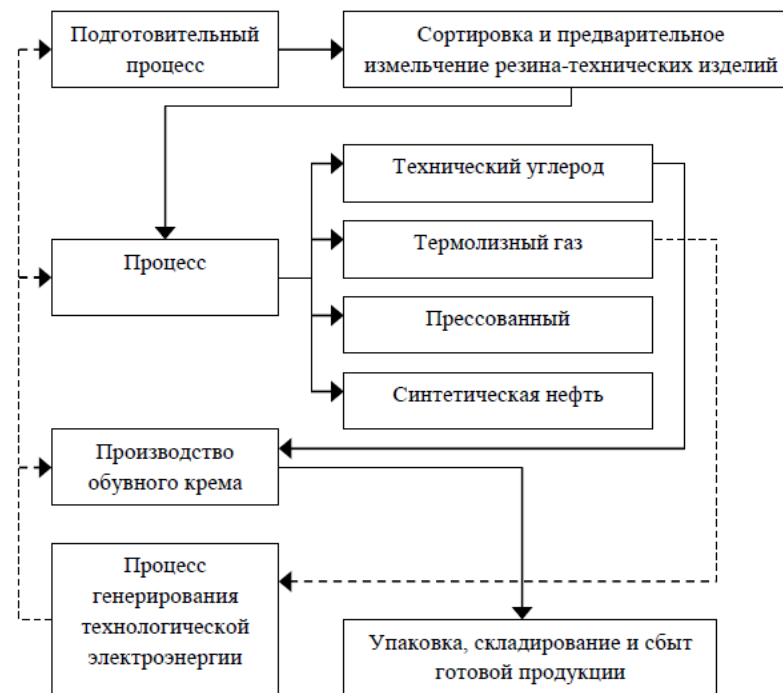 Подготовительный
процесс
Сортировка и предварительное
измельчение резина-технических изделий
Технический углерод
Термолизный газ
Процесс
Прессованный
Синтетическая нефть
Производство
обувного крема
Процесс
генерирования
технологической
электроэнергии
Упаковка, складирование и сбыт
готовой продукции